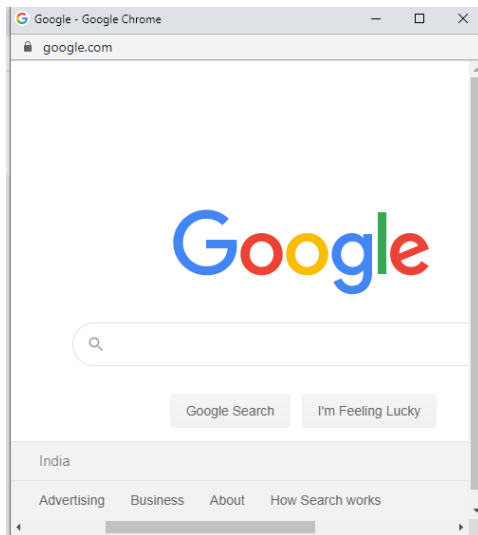 Google - Google Chrome
google.com
Google
Google Search I'm Feeling Lucky
India
Advertising Business About How Search works